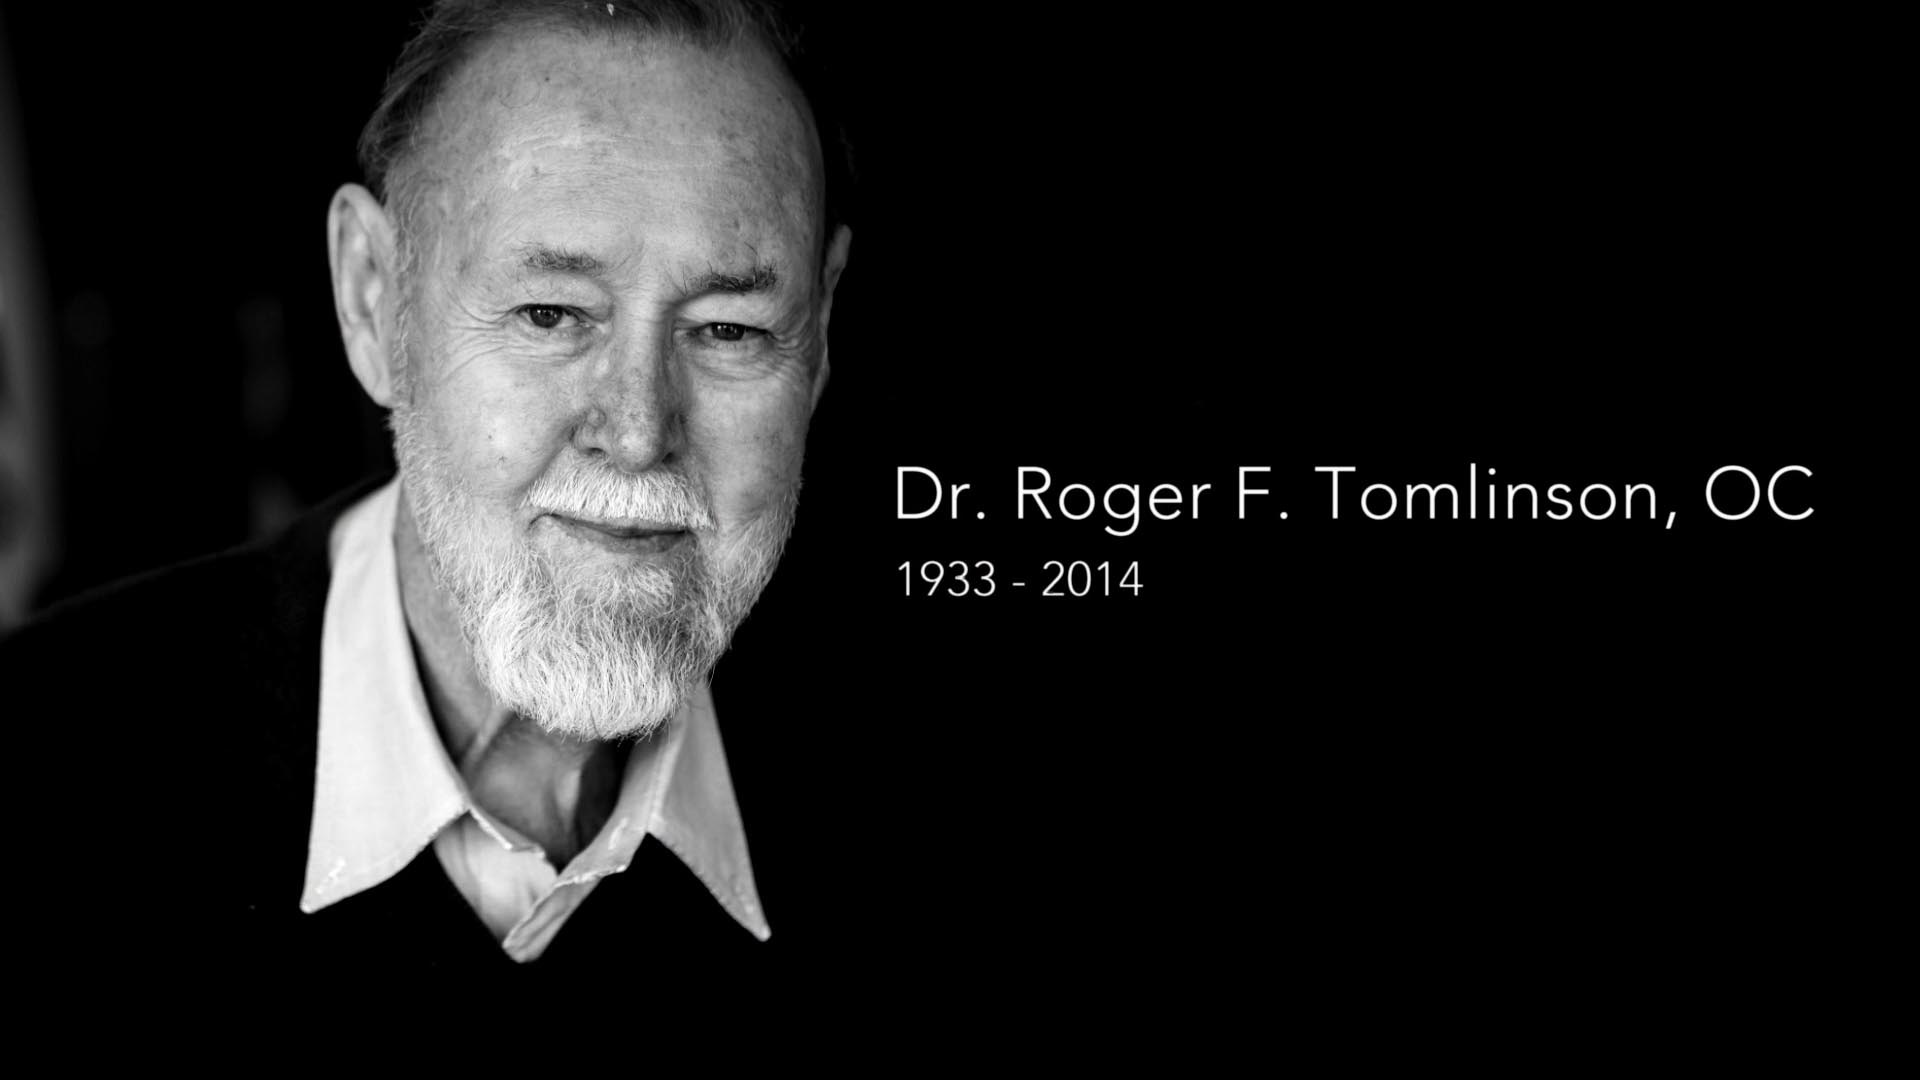 Dr. Roger F. Tomlinson, OC
1933 - 2014